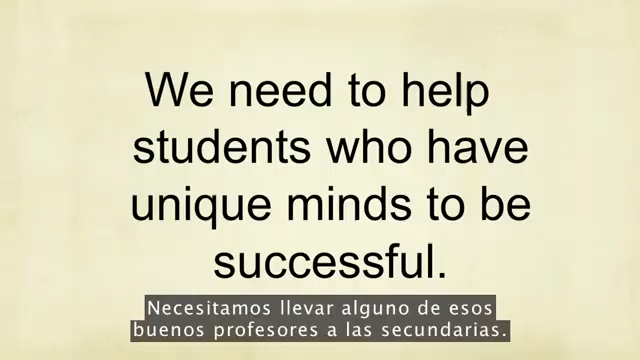 We need to help
students who have
unique minds to be
successful.
Necesitamos llevar alguno de esos
buenos profesores a las secundarias.